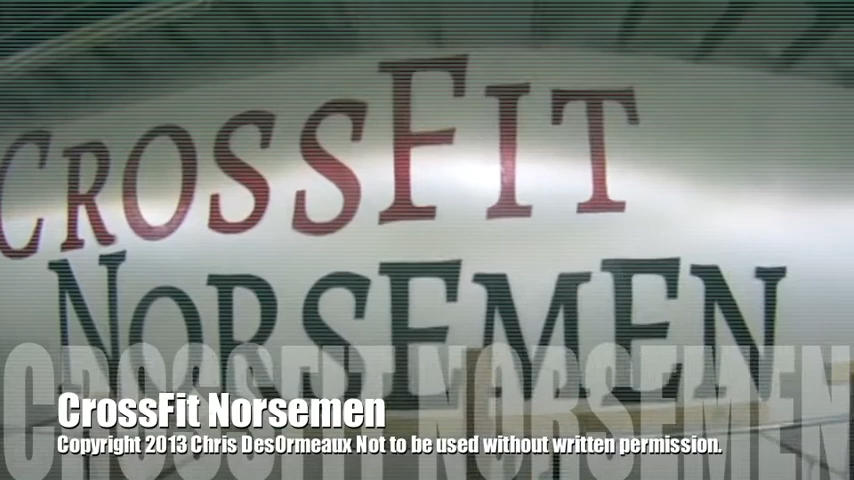 CROSSFIT
NORSEMEN
CROSSFIT NORSEMEN
CrossFit Norsemen
Copyright 2013 Chris DesOrmeaux Not to be used without written permission.